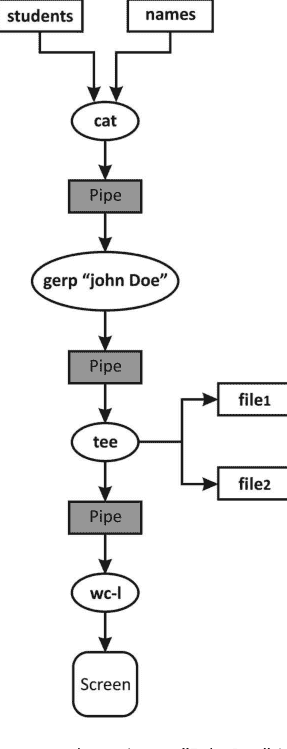 students
names
cat
Pipe
gerp “john Doe”
Pipe
tee
file1
file2
Pipe
wc-l
Screen